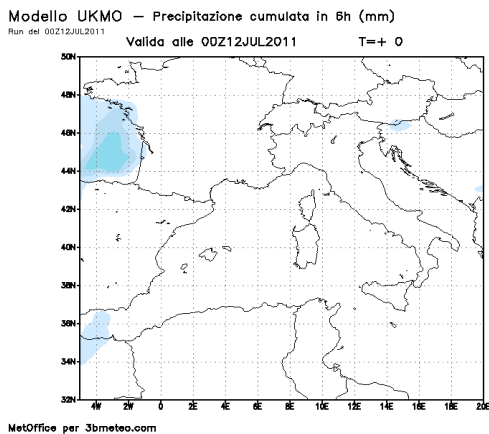 Modello UKMO – Precipitazione cumulata in 6h (mm)
Run del 00Z12JUL2011
Valida alle 00Z12JUL2011 T=+ 0
50N
48N
46N
44N
42N
40N
38N
36N
34N
32N
4W 2W 0 2E 4E 6E 8E 10E 12E 14E 16E 18E 20E
MetOffice per 3bmeteo.com